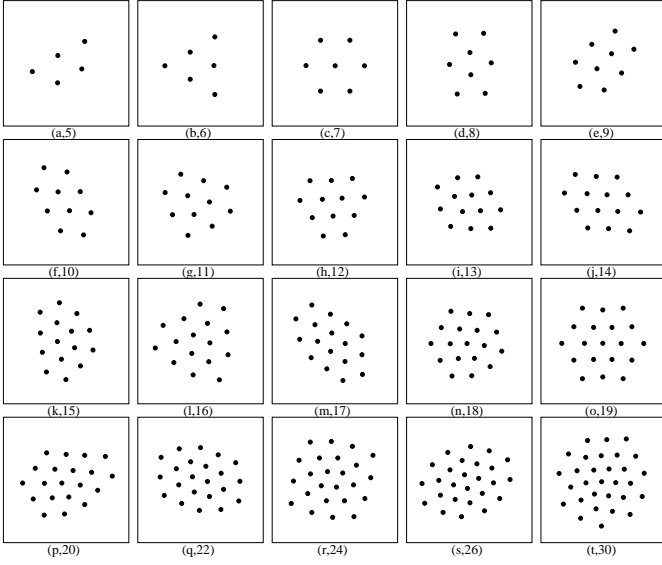 (a,5) (b,6) (c,7) (d,8) (e,9)
(f,10) (g,11) (h,12) (i,13) (j,14)
(k,15) (l,16) (m,17) (n,18) (o,19)
(p,20) (q,22) (r,24) (s,26) (t,30)